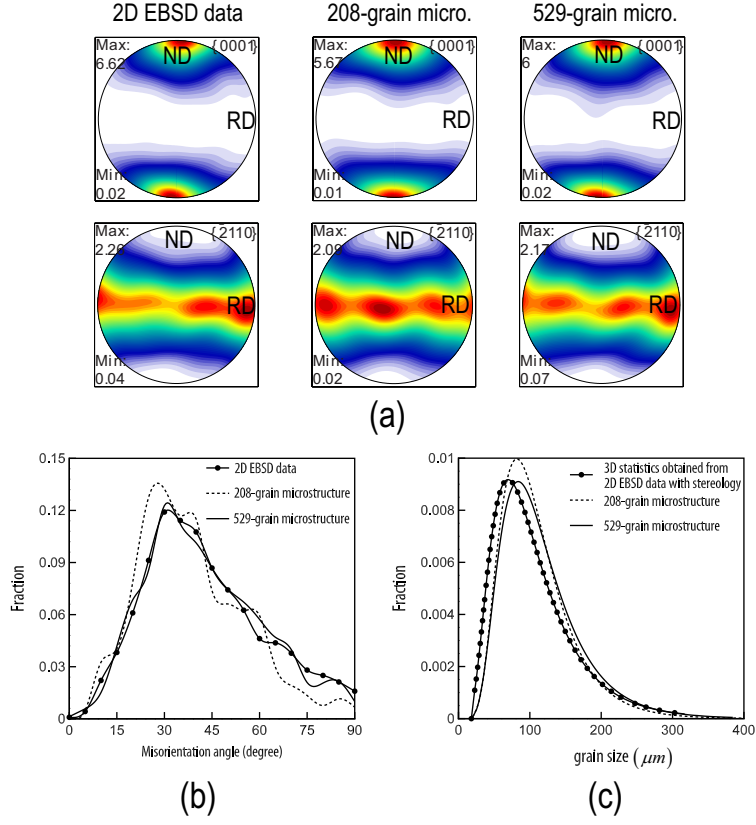 2D EBSD data 208-grain micro. 529-grain micro.
Max: {0001} Max: {0001} Max: {0001}
6.62 ND 5.67 ND 6 ND
RD RD RD
Min: Min: Min:
0.02 0.01 0.02
Max: {2110} Max: {2110} Max: {2110}
2.26 ND 2.09 ND 2.17 ND
RD RD RD
Min: Min: Min:
0.04 0.02 0.07
(a)
0.15
0.12
0.09
0.06
0.03
0.00
Fraction
2D EBSD data
208-grain microstructure
529-grain microstructure
0 15 30 45 60 75 90
Misorientation angle (degree)
(b)
0.01
0.008
0.006
0.004
0.002
0
Fraction
3D statistics obtained from
2D EBSD data with stereology
208-grain microstructure
529-grain microstructure
0 100 200 300 400
grain size (μm)
(c)